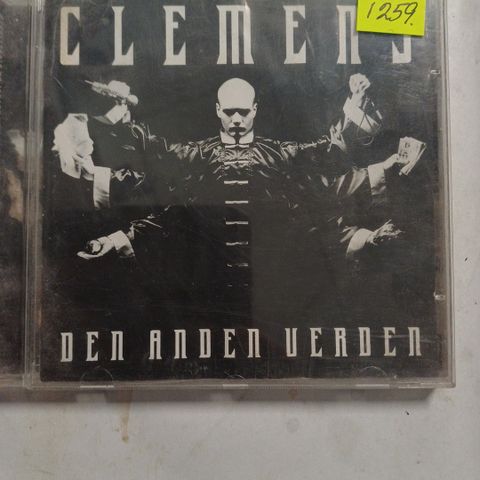 1259.
CLEMENS
DEN ANDEN VERDEN